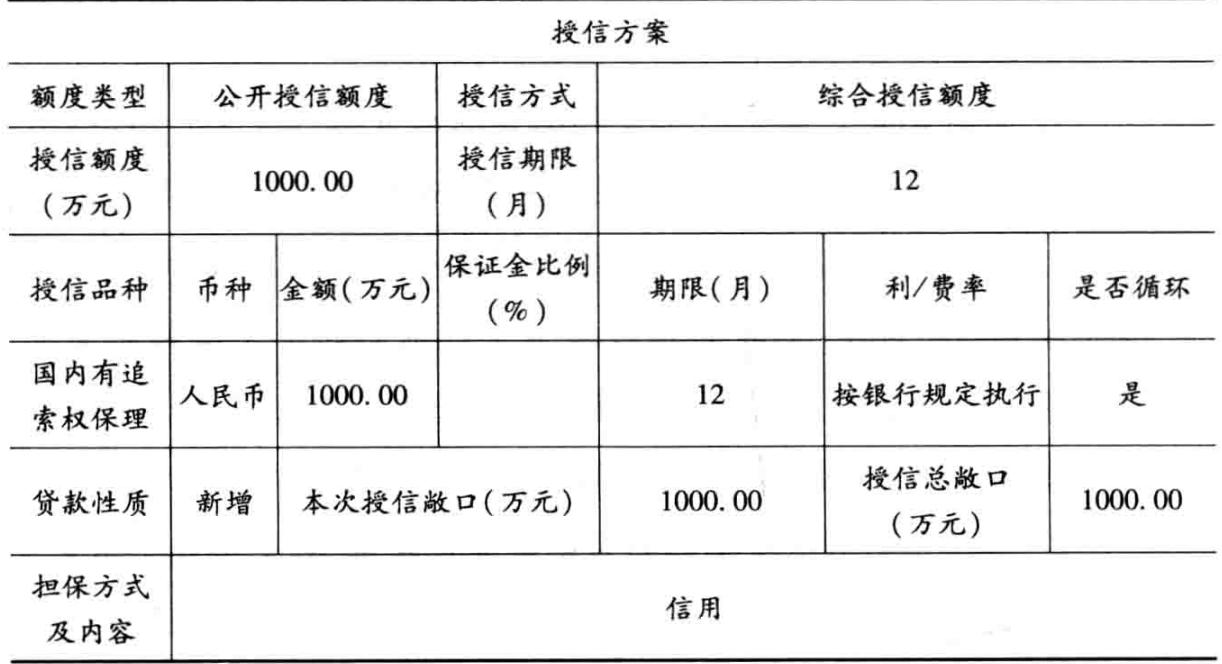 授信方案
额度类型 公开授信额度 授信方式 综合授信额度
授信额度
(万元)
1000.00
授信期限
(月)
12
授信品种 币种 金额(万元)
保证金比例
(%)
期限(月) 利/费率 是否循环
国内有追
索权保理
人民币 1000.00 12 按银行规定执行 是
贷款性质 新增 本次授信敞口(万元) 1000.00
授信总敞口
(万元)
1000.00
担保方式
及内容
信用